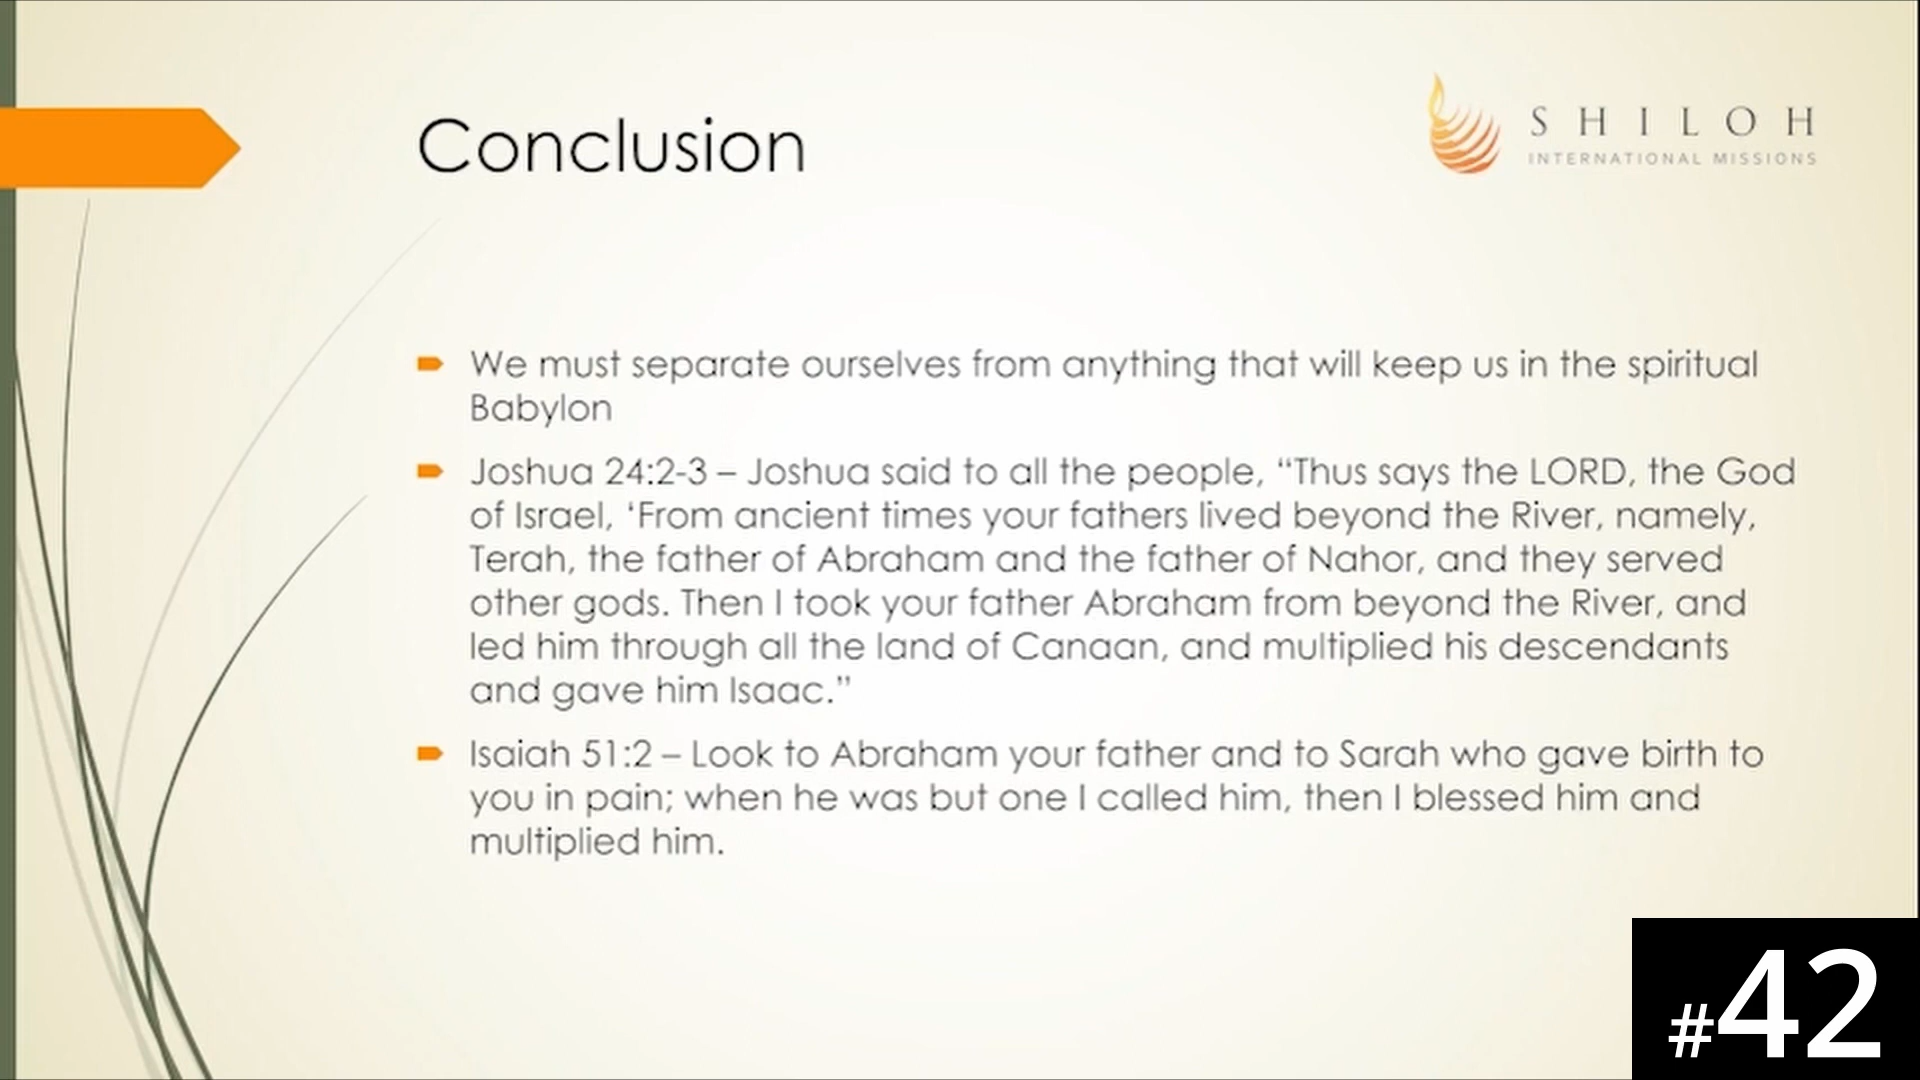 Conclusion
SHILOH
INTERNATIONAL MISSIONS
We must separate ourselves from anything that will keep us in the spiritual
Babylon
Joshua 24:2-3 – Joshua said to all the people, “Thus says the LORD, the God
of Israel, ‘From ancient times your fathers lived beyond the River, namely,
Terah, the father of Abraham and the father of Nahor, and they served
other gods. Then I took your father Abraham from beyond the River, and
led him through all the land of Canaan, and multiplied his descendants
and gave him Isaac.”
Isaiah 51:2 – Look to Abraham your father and to Sarah who gave birth to
you in pain; when he was but one I called him, then I blessed him and
multiplied him.
#42